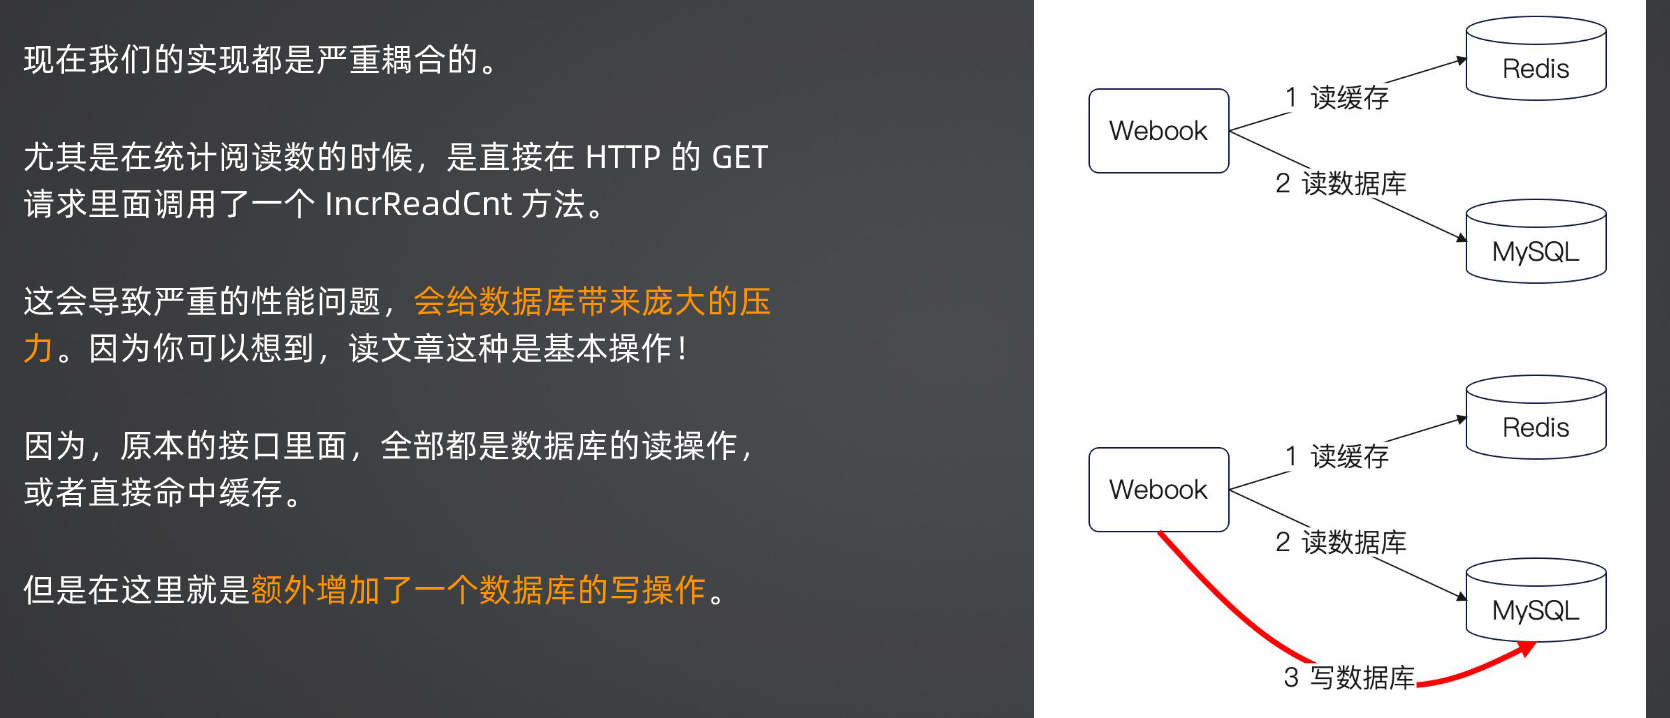 现在我们的实现都是严重耦合的。
尤其是在统计阅读数的时候，是直接在 HTTP 的 GET
请求里面调用了一个 IncrReadCnt 方法。
这会导致严重的性能问题，会给数据库带来庞大的压
力。因为你可以想到，读文章这种是基本操作！
因为，原本的接口里面，全部都是数据库的读操作，
或者直接命中缓存。
但是在这里就是额外增加了一个数据库的写操作。
Redis
1 读缓存
Webook
2 读数据库
MySQL
Redis
1 读缓存
Webook
2 读数据库
MySQL
3 写数据库